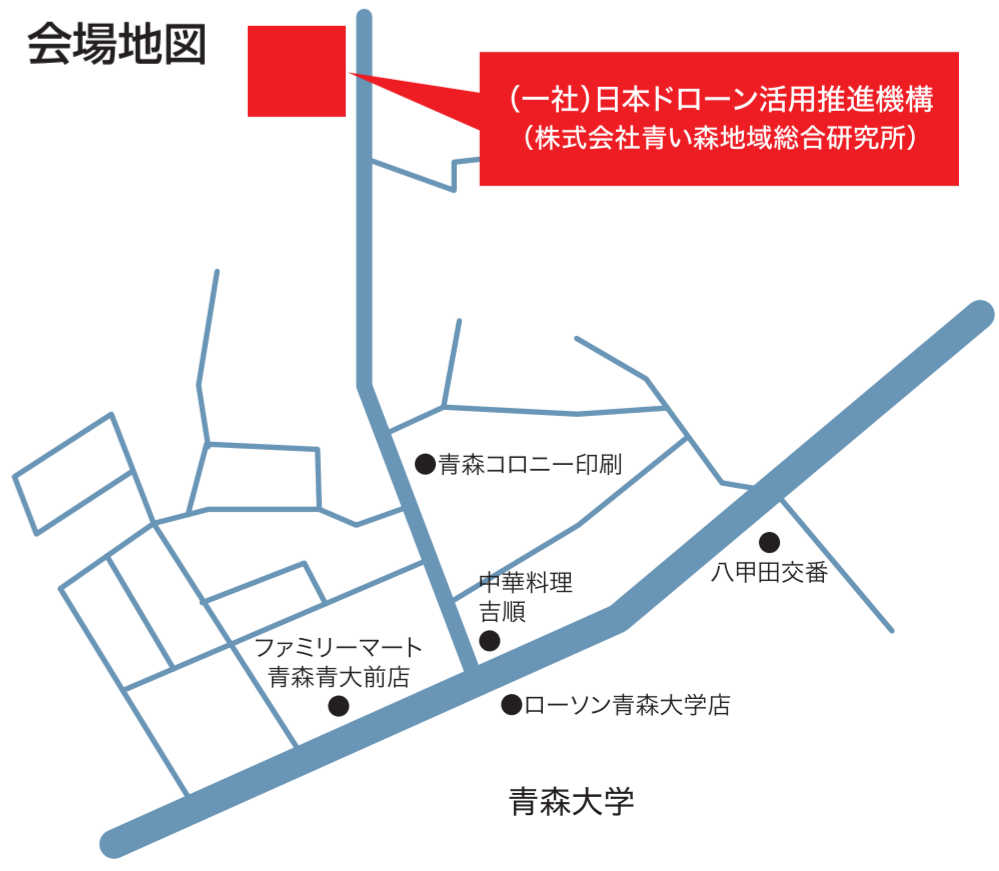 会場地図
（一社）日本ドローン活用推進機構
（株式会社青い森地域総合研究所）
青森コロニー印刷
八甲田交番
中華料理
吉順
ファミリーマート
青森青大前店
ローソン青森大学店
青森大学